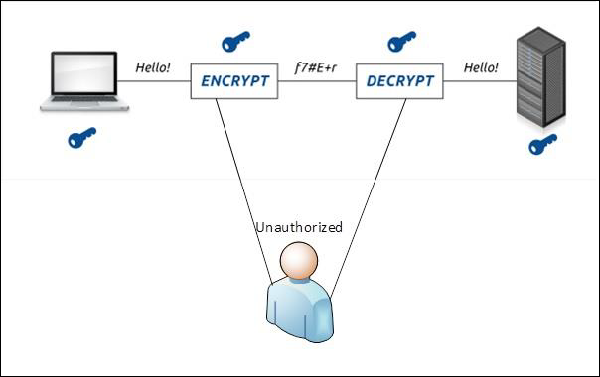 Hello!
ENCRYPT
f7#E+r
DECRYPT
Hello!
Unauthorized